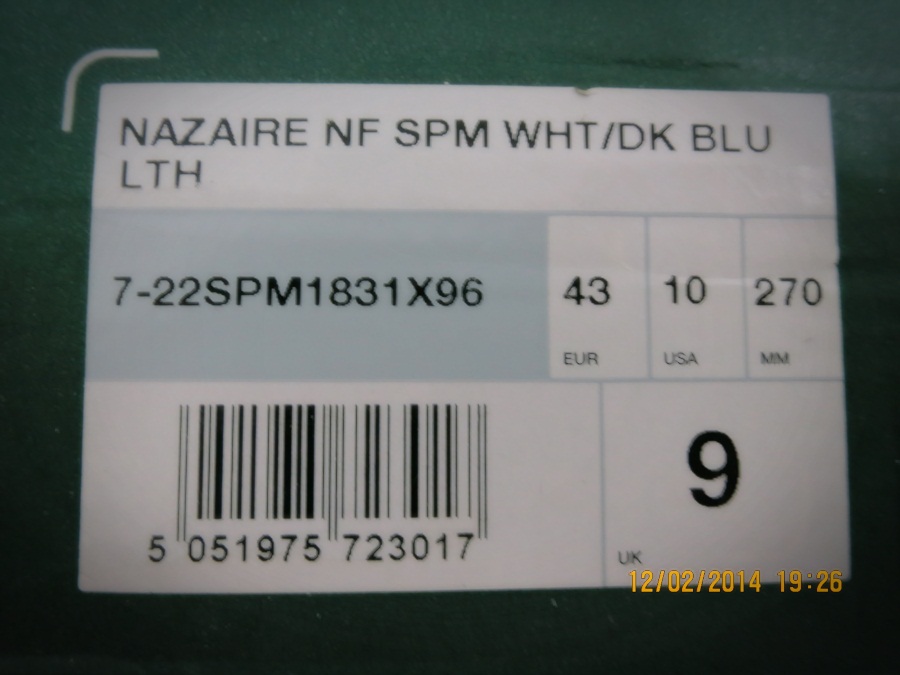 NAZAIRE NF SPM WHT/DK BLU
LTH
7-22SPM1831X96
43
EUR
10
USA
270
MM
5 051975 723017
9
UK
12/02/2014 19:26